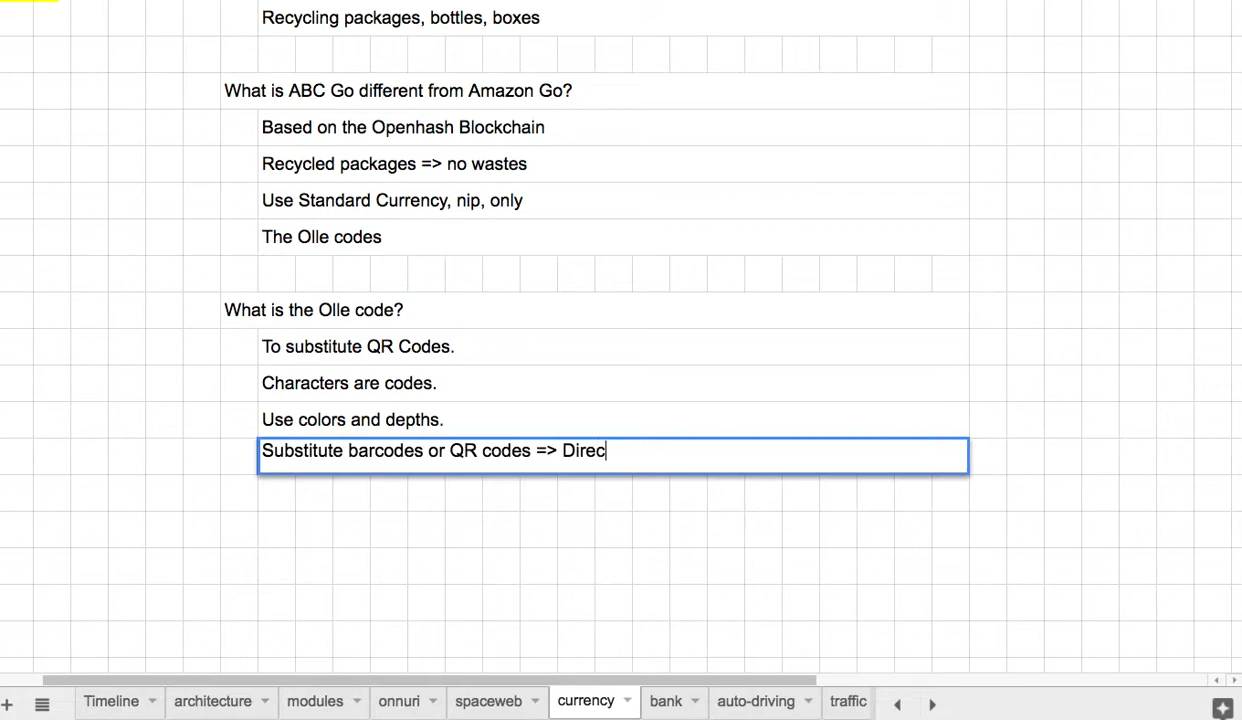 Recycling packages, bottles, boxes
What is ABC Go different from Amazon Go?
Based on the Openhash Blockchain
Recycled packages => no wastes
Use Standard Currency, nip, only
The Olle codes
What is the Olle code?
To substitute QR Codes.
Characters are codes.
Use colors and depths.
Substitute barcodes or QR codes => Direc
Timeline architecture modules onnuri spaceweb currency bank auto-driving traffic